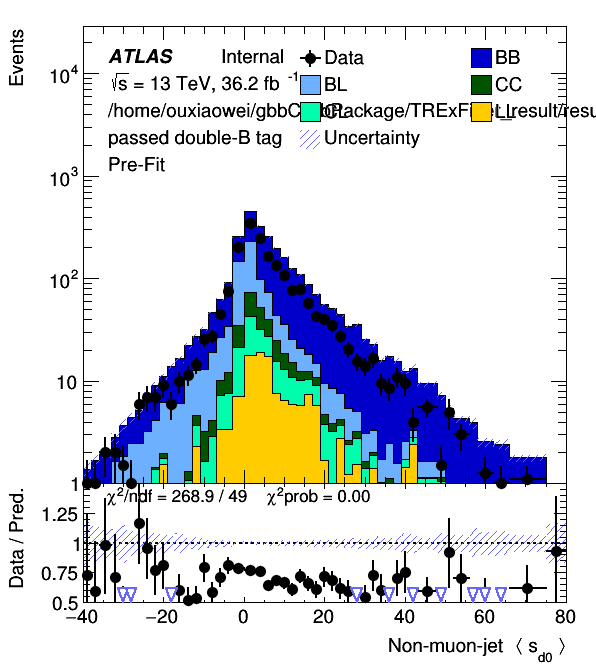 Events
ATLAS Internal
√s = 13 TeV, 36.2 fb⁻¹
passed double-B tag
Pre-Fit
Data
BB
BL
CC
CL
LL
Uncertainty
10⁴
10³
10²
10
1
χ²/ndf = 268.9 / 49 χ²prob = 0.00
Data / Pred.
1.25
1
0.75
0.5
−40 −20 0 20 40 60 80
Non-muon-jet ⟨ s_d0 ⟩